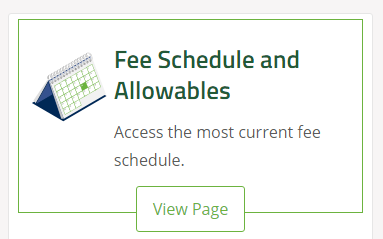 Fee Schedule and
Allowables
Access the most current fee
schedule.
View Page